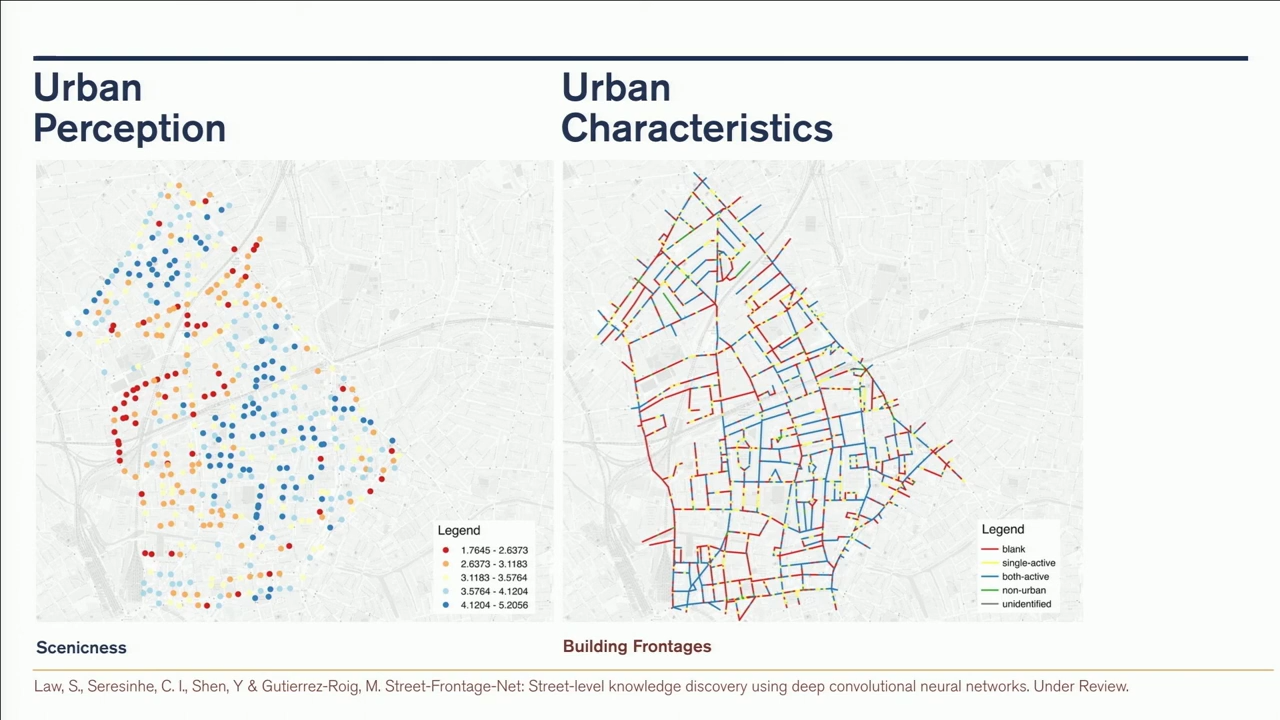 Urban
Perception
Urban
Characteristics
Legend
1.7645 - 2.6373
2.6373 - 3.1183
3.1183 - 3.5764
3.5764 - 4.1204
4.1204 - 5.2056
Legend
blank
single-active
both-active
non-urban
unidentified
Scenicness
Building Frontages
Law, S., Seresinhe, C. I., Shen, Y & Gutierrez-Roig, M. Street-Frontage-Net: Street-level knowledge discovery using deep convolutional neural networks. Under Review.